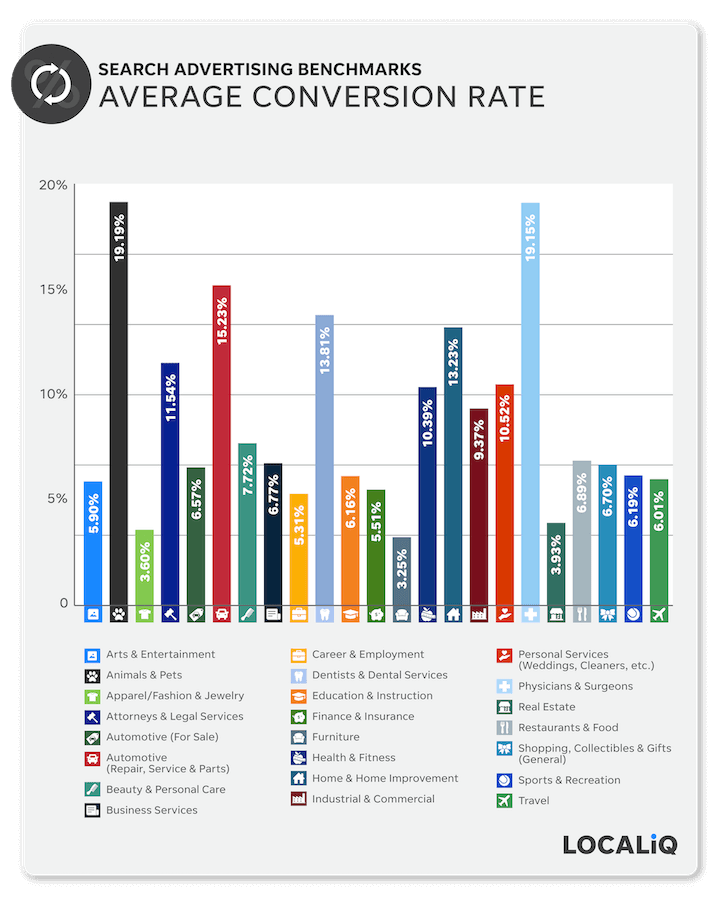 SEARCH ADVERTISING BENCHMARKS
AVERAGE CONVERSION RATE
20%
15%
10%
5%
0
5.90%
19.19%
3.60%
11.54%
6.57%
15.23%
7.72%
6.77%
5.31%
13.81%
6.16%
5.51%
3.25%
10.39%
13.23%
9.37%
10.52%
19.15%
3.93%
6.89%
6.70%
6.19%
6.01%
Arts & Entertainment
Animals & Pets
Apparel/Fashion & Jewelry
Attorneys & Legal Services
Automotive (For Sale)
Automotive
(Repair, Service & Parts)
Beauty & Personal Care
Business Services
Career & Employment
Dentists & Dental Services
Education & Instruction
Finance & Insurance
Furniture
Health & Fitness
Home & Home Improvement
Industrial & Commercial
Personal Services
(Weddings, Cleaners, etc.)
Physicians & Surgeons
Real Estate
Restaurants & Food
Shopping, Collectibles & Gifts
(General)
Sports & Recreation
Travel
LOCALiQ